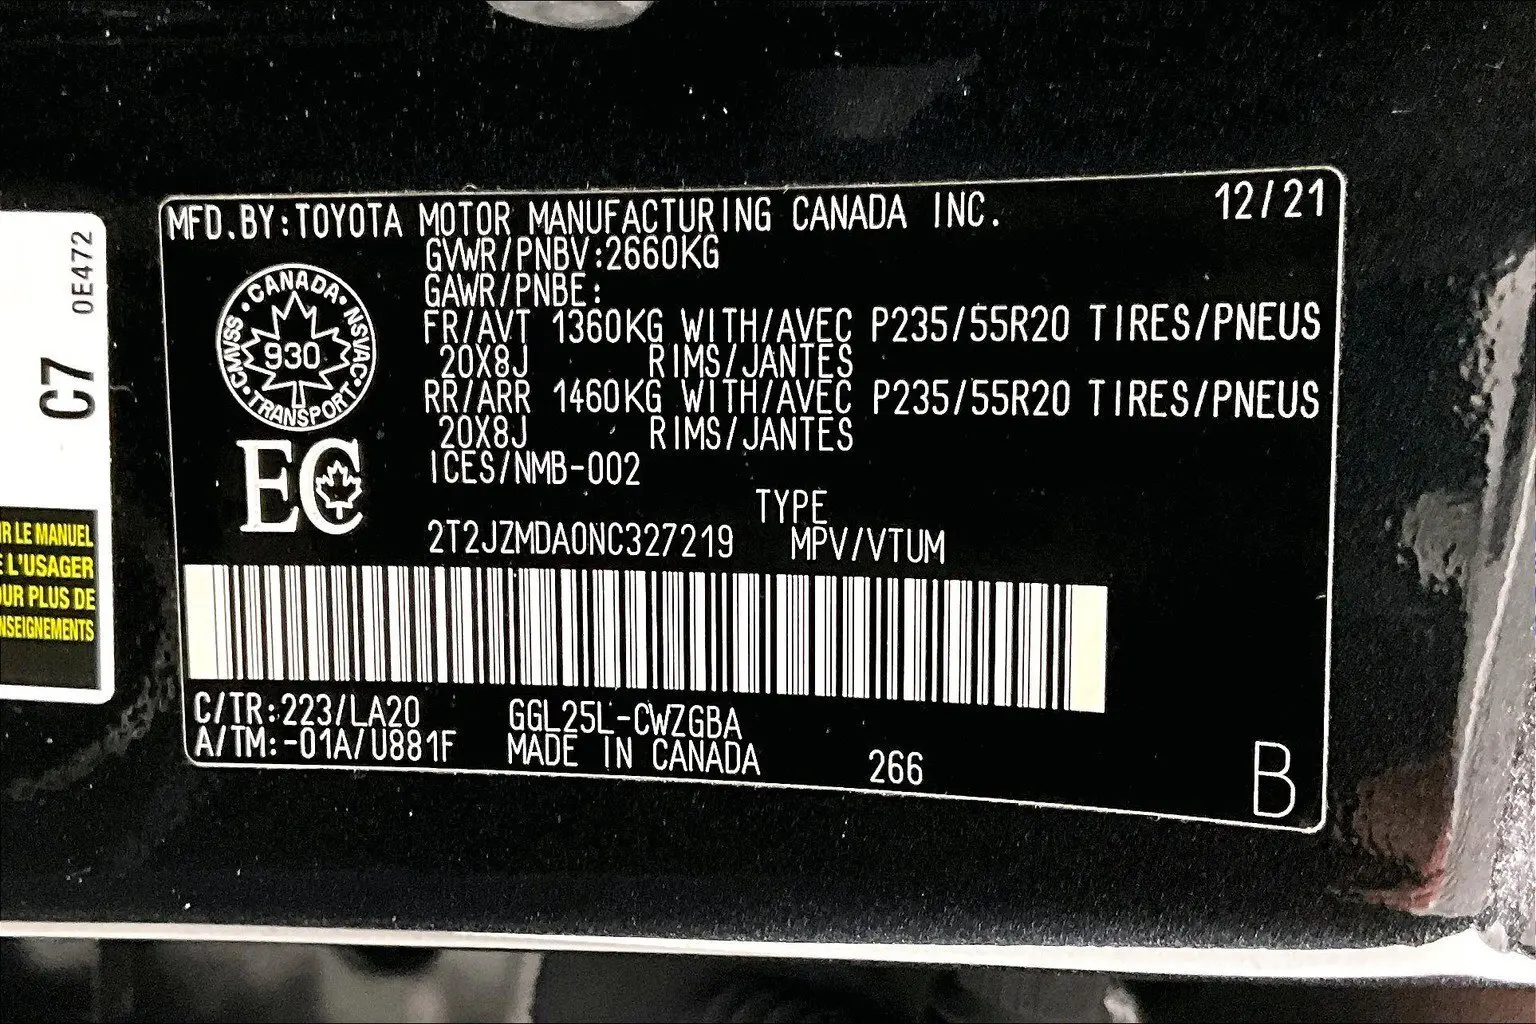 MFD.BY:TOYOTA MOTOR MANUFACTURING CANADA INC. 12/21
GVWR/PNBV:2660KG
GAWR/PNBE:
FR/AVT 1360KG WITH/AVEC P235/55R20 TIRES/PNEUS
20X8J RIMS/JANTES
RR/ARR 1460KG WITH/AVEC P235/55R20 TIRES/PNEUS
20X8J RIMS/JANTES
ICES/NMB-002
TYPE
2T2JZMDA0NC327219 MPV/VTUM
C/TR:223/LA20 GGL25L-CWZGBA
A/TM:-01A/U881F MADE IN CANADA 266
B
CANADA
CMVSS 930 NSVAC
TRANSPORT
EC
0E472
C7
R LE MANUEL
L'USAGER
UR PLUS DE
NSEIGNEMENTS